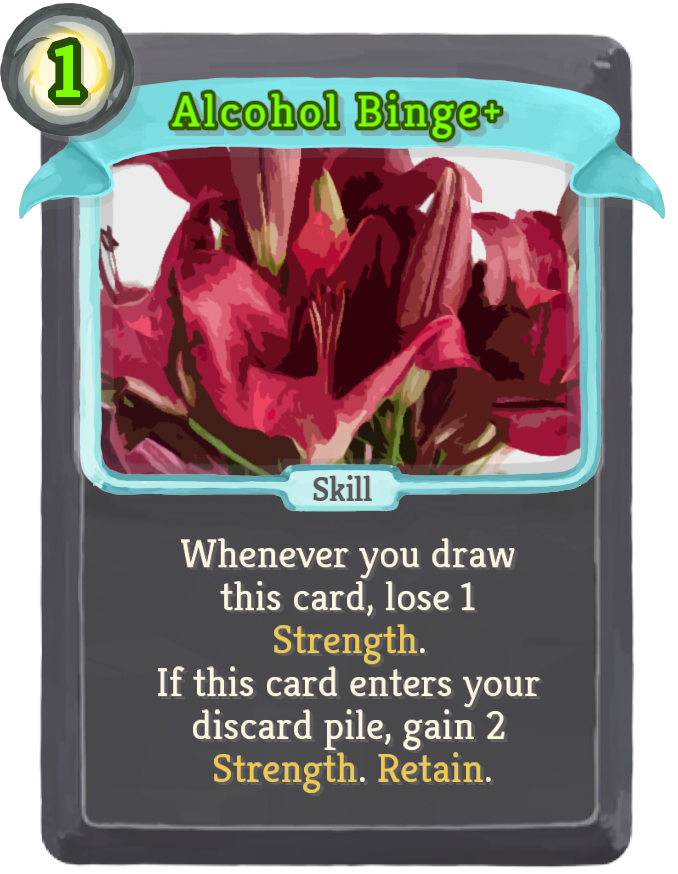 1
Alcohol Binge+
Skill
Whenever you draw
this card, lose 1
Strength.
If this card enters your
discard pile, gain 2
Strength. Retain.